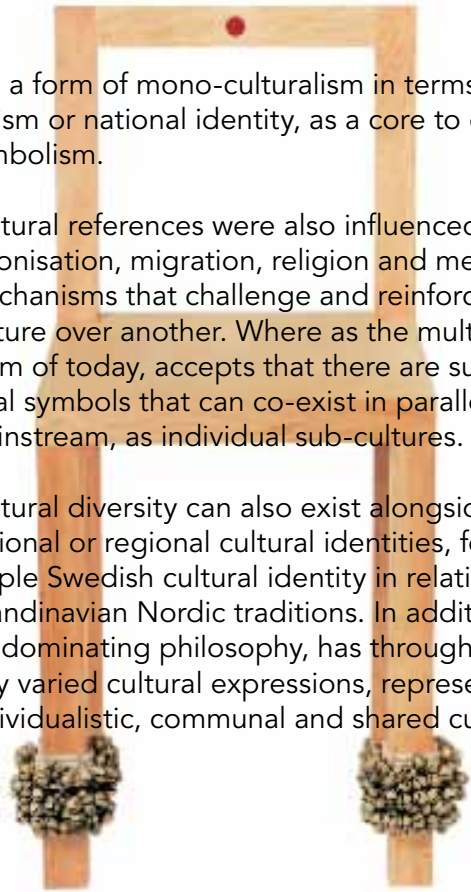 a form of mono-culturalism in terms
ism or national identity, as a core to c
mbolism.
tural references were also influenced
onisation, migration, religion and me
chanisms that challenge and reinforc
ture over another. Where as the mult
m of today, accepts that there are su
al symbols that can co-exist in paralle
instream, as individual sub-cultures.
tural diversity can also exist alongsid
ional or regional cultural identities, fo
ple Swedish cultural identity in relati
andinavian Nordic traditions. In addit
dominating philosophy, has through
y varied cultural expressions, represe
ividualistic, communal and shared cu